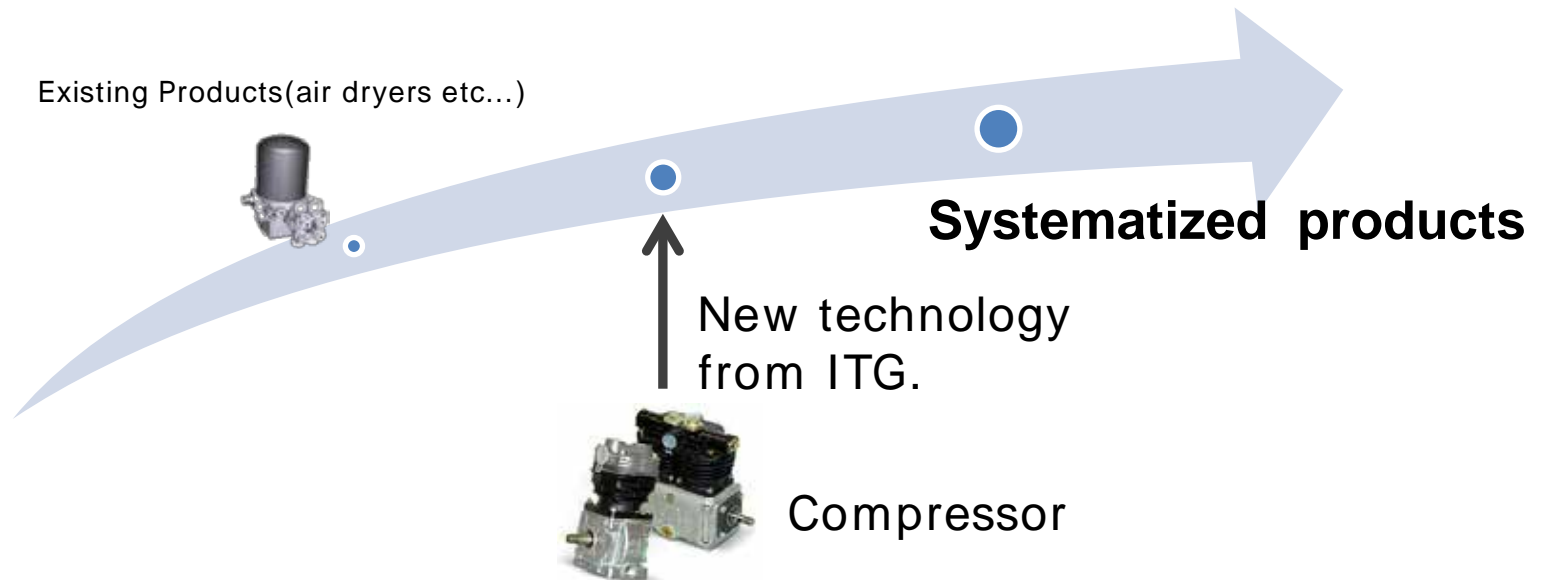 Existing Products(air dryers etc...)
Systematized products
New technology
from ITG.
Compressor